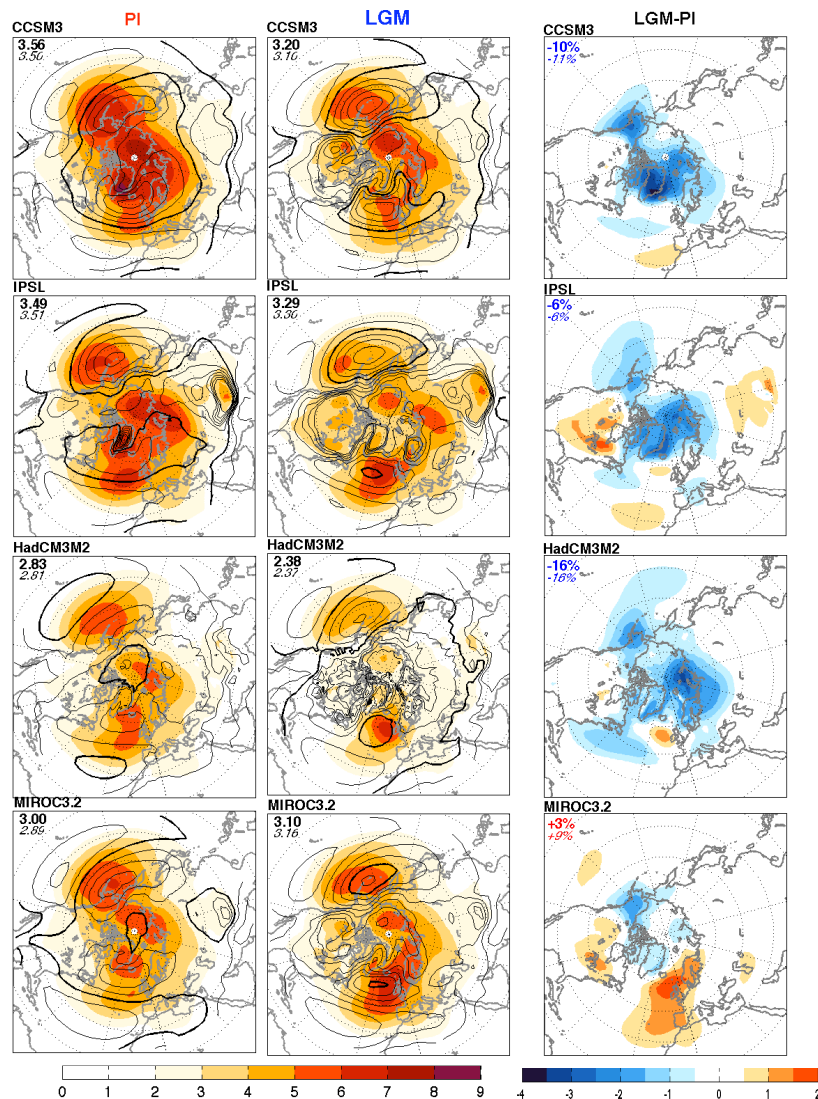 PI LGM LGM-PI
CCSM3 CCSM3 CCSM3
3.56 3.20 -10%
3.50 3.10 -11%
IPSL IPSL IPSL
3.49 3.29 -6%
3.51 3.30 -6%
HadCM3M2 HadCM3M2 HadCM3M2
2.83 2.38 -16%
2.81 2.37 -16%
MIROC3.2 MIROC3.2 MIROC3.2
3.00 3.10 +3%
2.89 3.16 +9%
0 1 2 3 4 5 6 7 8 9
-4 -3 -2 -1 0 1 2